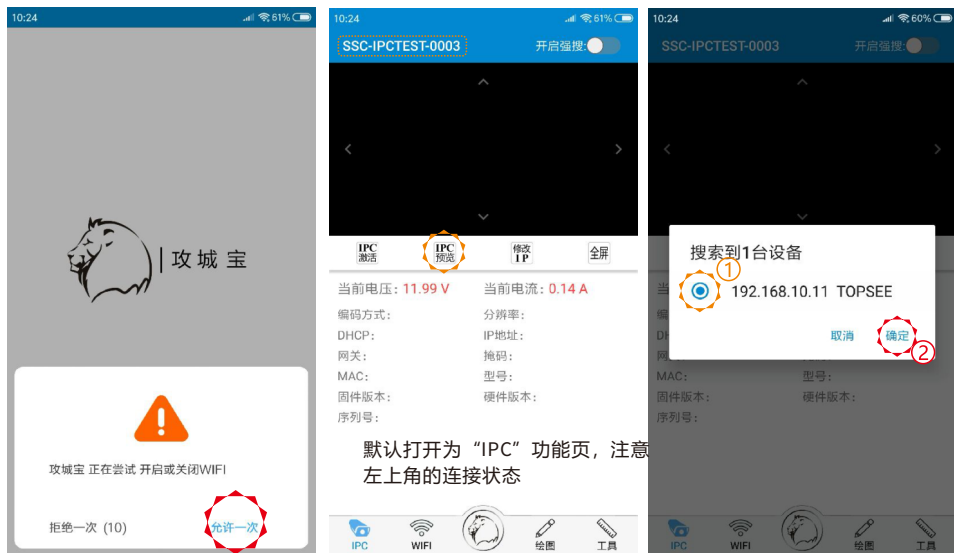 10:24
61%
攻城宝
攻城宝 正在尝试 开启或关闭WIFI
拒绝一次 (10)
允许一次
10:24
61%
SSC-IPCTEST-0003
开启强搜:
IPC
激活
IPC
预览
修改
IP
全屏
当前电压: 11.99 V
当前电流: 0.14 A
编码方式:
分辨率:
DHCP:
IP地址:
网关:
掩码:
MAC:
型号:
固件版本:
硬件版本:
序列号:
默认打开为“IPC”功能页，注意
左上角的连接状态
IPC
WIFI
绘图
工具
10:24
60%
SSC-IPCTEST-0003
开启强搜:
搜索到1台设备
①
192.168.10.11 TOPSEE
取消
确定
②
MAC:
型号:
固件版本:
硬件版本:
序列号:
IPC
WIFI
绘图
工具